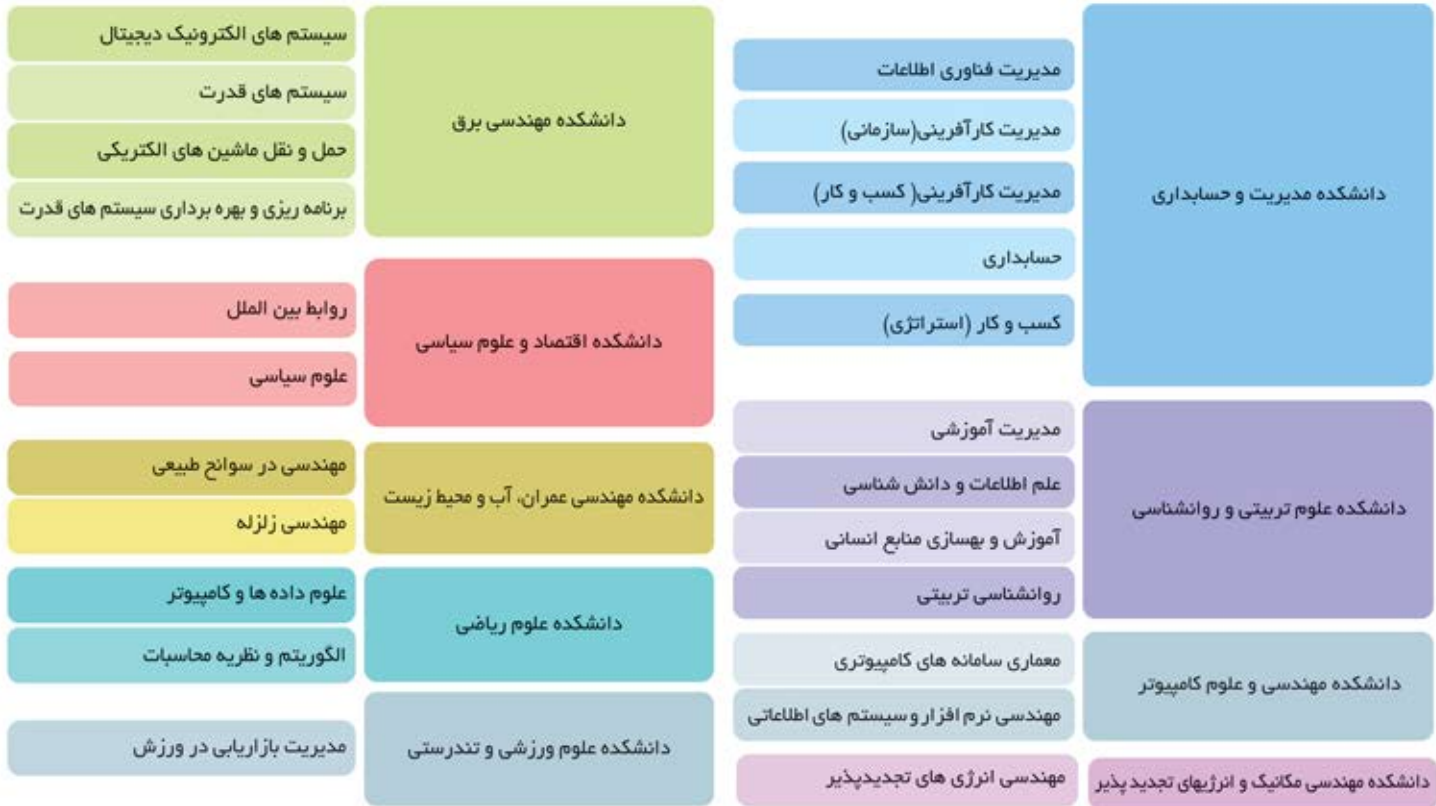 دانشکده مدیریت و حسابداری
مدیریت فناوری اطلاعات
مدیریت کارآفرینی(سازمانی)
مدیریت کارآفرینی( کسب و کار)
حسابداری
کسب و کار (استراتژی)
دانشکده علوم تربیتی و روانشناسی
مدیریت آموزشی
علم اطلاعات و دانش شناسی
آموزش و بهسازی منابع انسانی
روانشناسی تربیتی
دانشکده مهندسی و علوم کامپیوتر
معماری سامانه های کامپیوتری
مهندسی نرم افزار و سیستم های اطلاعاتی
دانشکده مهندسی مکانیک و انرژیهای تجدید پذیر
مهندسی انرژی های تجدیدپذیر
دانشکده مهندسی برق
سیستم های الکترونیک دیجیتال
سیستم های قدرت
حمل و نقل ماشین های الکتریکی
برنامه ریزی و بهره برداری سیستم های قدرت
دانشکده اقتصاد و علوم سیاسی
روابط بین الملل
علوم سیاسی
دانشکده مهندسی عمران، آب و محیط زیست
مهندسی در سوانح طبیعی
مهندسی زلزله
دانشکده علوم ریاضی
علوم داده ها و کامپیوتر
الگوریتم و نظریه محاسبات
دانشکده علوم ورزشی و تندرستی
مدیریت بازاریابی در ورزش